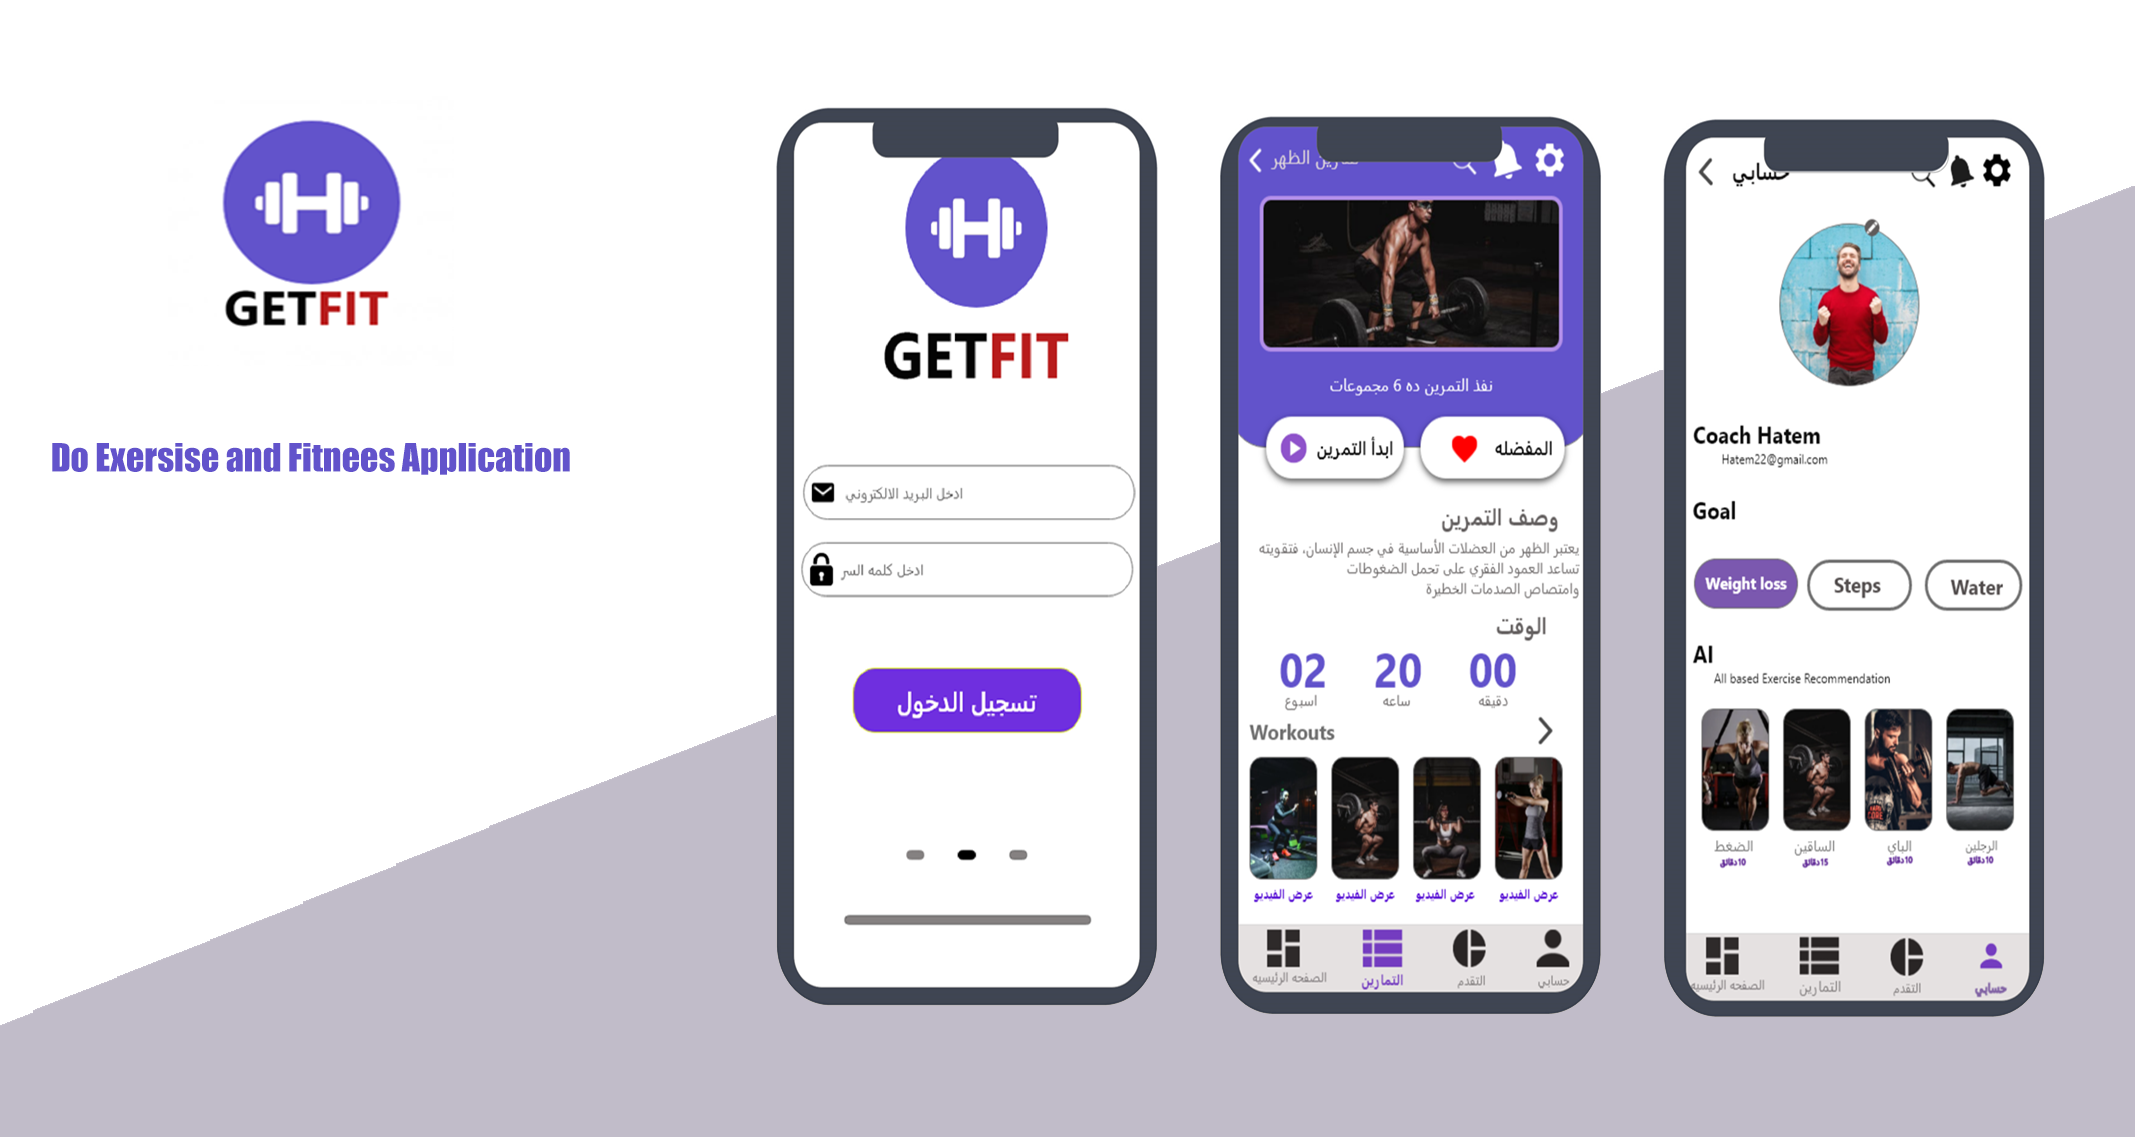 GETFIT
Do Exersise and Fitnees Application
GETFIT
ادخل البريد الالكتروني
ادخل كلمه السر
تسجيل الدخول
تمارين الظهر
نفذ التمرين ده 6 مجموعات
ابدأ التمرين
المفضله
وصف التمرين
يعتبر الظهر من العضلات الأساسية في جسم الإنسان، فتقويته
تساعد العمود الفقري على تحمل الضغوطات
وامتصاص الصدمات الخطيرة
الوقت
02 20 00
اسبوع ساعه دقيقه
Workouts
عرض الفيديو عرض الفيديو عرض الفيديو عرض الفيديو
الصفحه الرئيسيه التمارين التقدم حسابي
حسابي
Coach Hatem
Hatem22@gmail.com
Goal
Weight loss Steps Water
AI
All based Exercise Recommendation
الضغط الساقين الباي الرجلين
10دقائق 15دقائق 10دقائق 10دقائق
الصفحه الرئيسيه التمارين التقدم حسابي